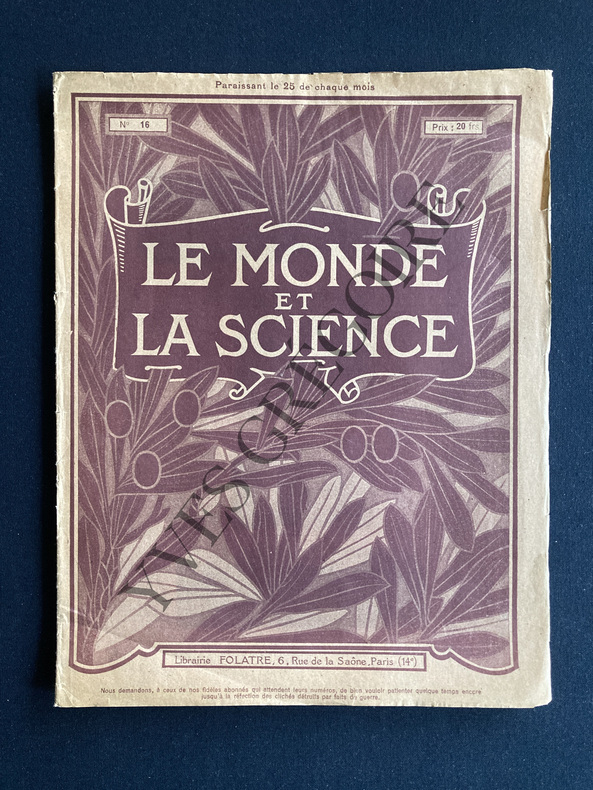 Paraissant le 25 de chaque mois
N° 16
Prix : 20 frs
LE MONDE
ET
LA SCIENCE
YVES GRÉGOIRE
Librairie FOLATRE, 6, Rue de la Saône, Paris (14e)
Nous demandons, à ceux de nos fidèles abonnés qui attendent leurs numéros, de bien vouloir patienter quelque temps encore
jusqu'à la réfection des clichés détruits par faits de guerre.